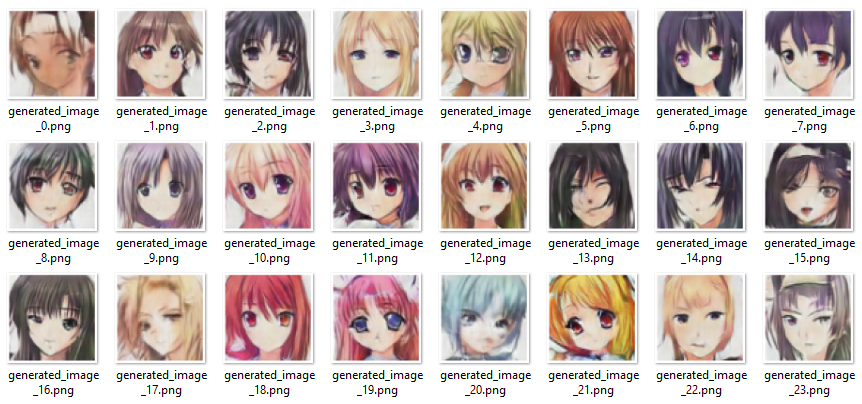 generated_image
_0.png
generated_image
_1.png
generated_image
_2.png
generated_image
_3.png
generated_image
_4.png
generated_image
_5.png
generated_image
_6.png
generated_image
_7.png
generated_image
_8.png
generated_image
_9.png
generated_image
_10.png
generated_image
_11.png
generated_image
_12.png
generated_image
_13.png
generated_image
_14.png
generated_image
_15.png
generated_image
_16.png
generated_image
_17.png
generated_image
_18.png
generated_image
_19.png
generated_image
_20.png
generated_image
_21.png
generated_image
_22.png
generated_image
_23.png